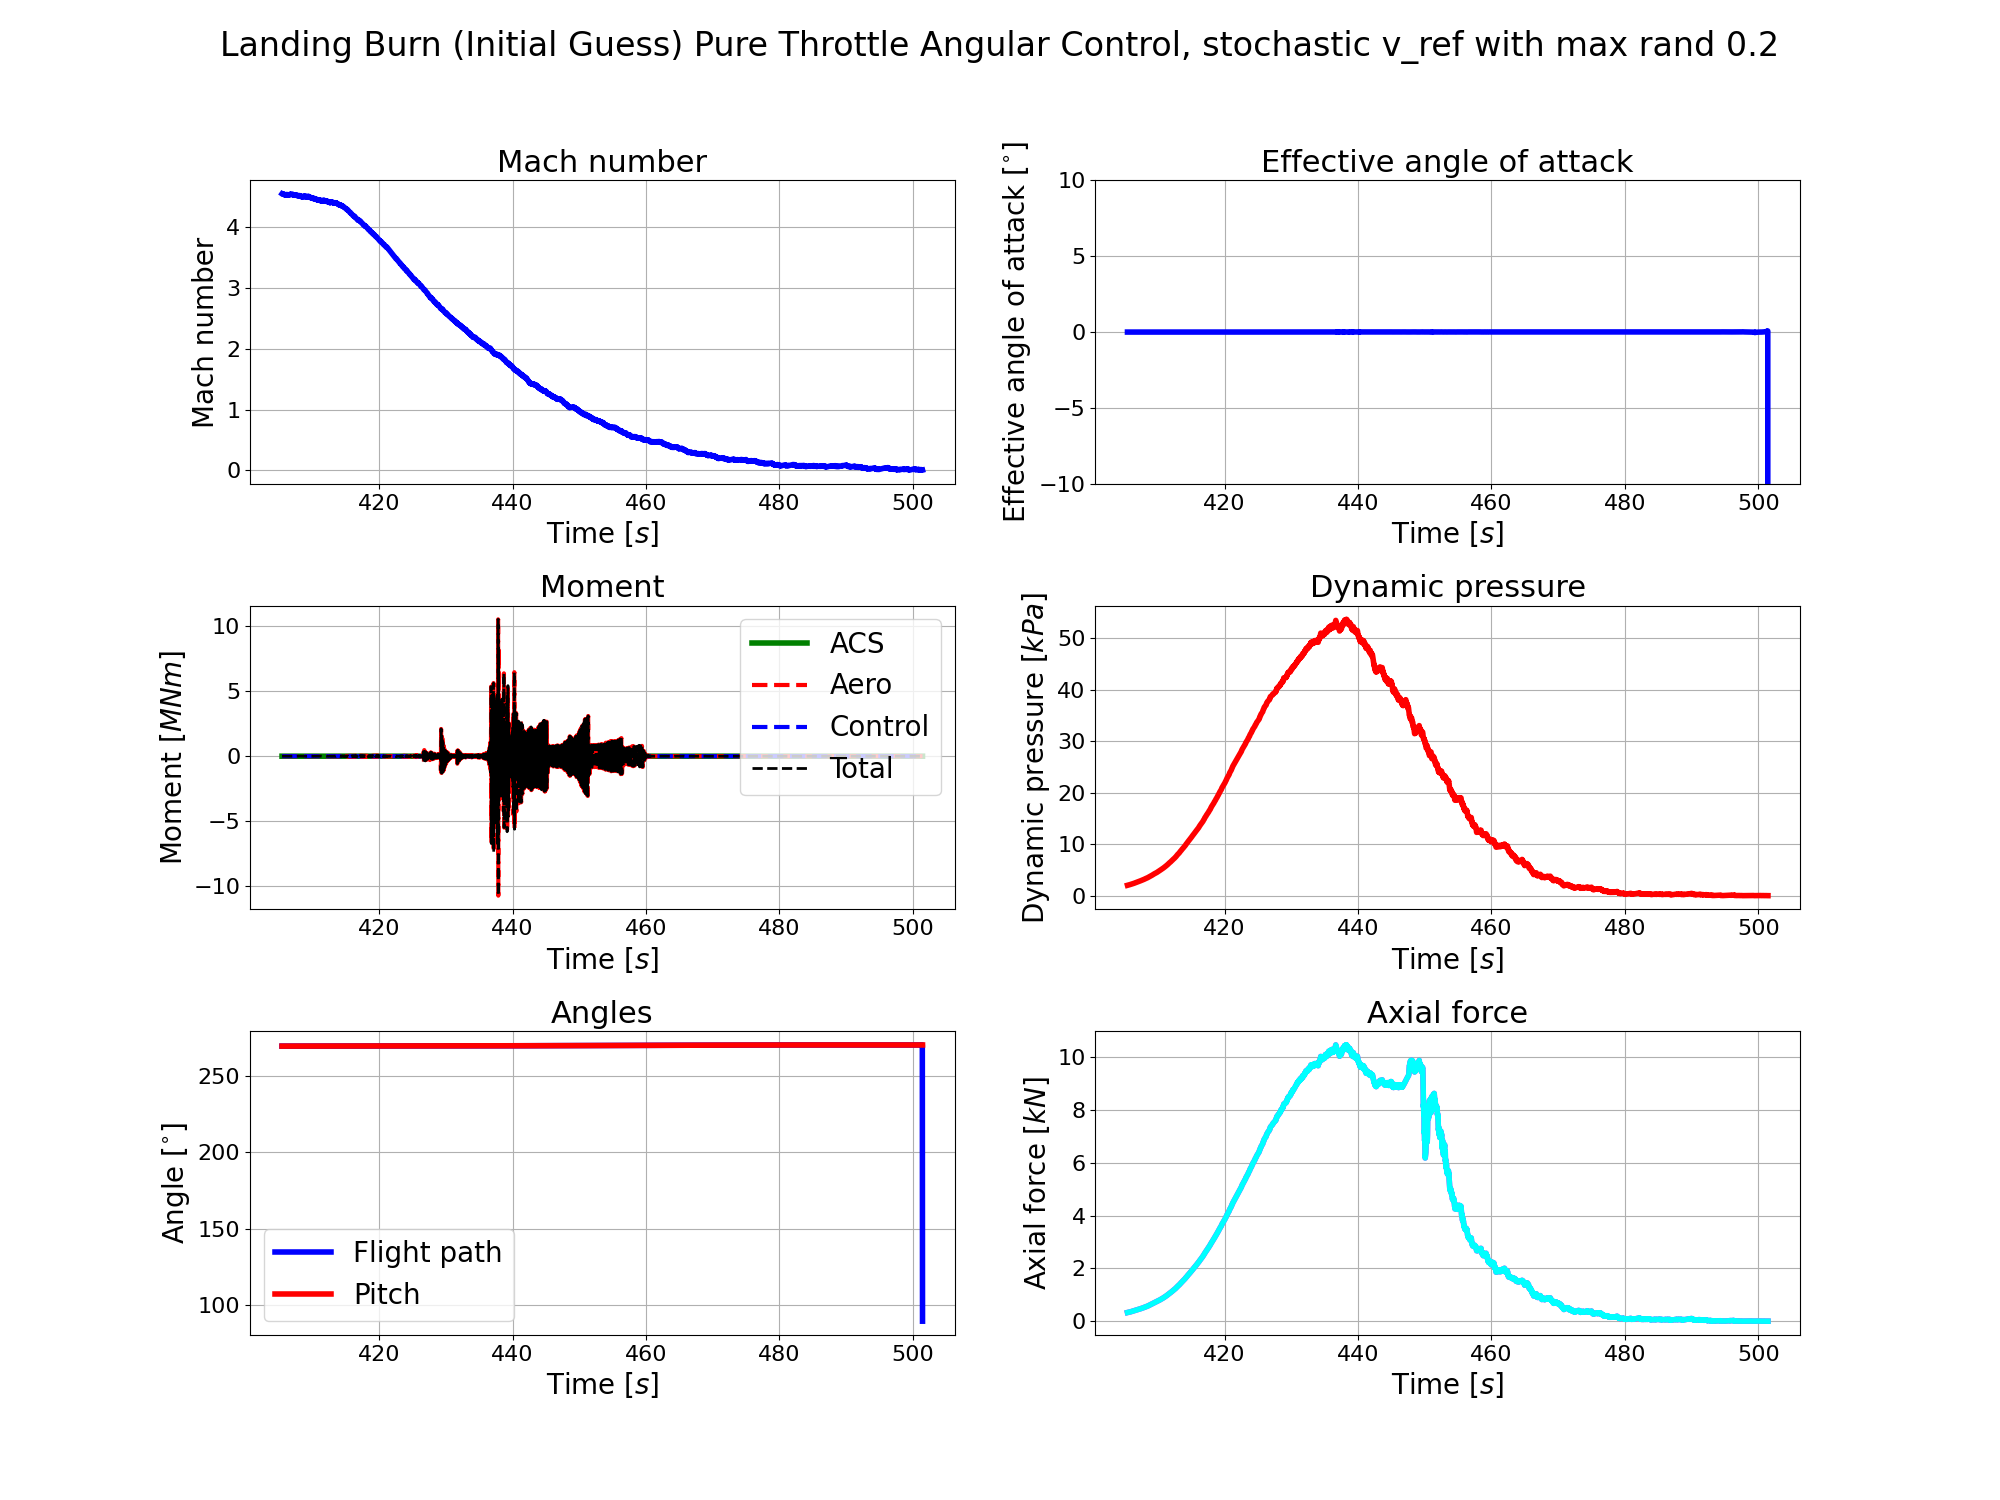 Landing Burn (Initial Guess) Pure Throttle Angular Control, stochastic v_ref with max rand 0.2
Mach number
Mach number
4
3
2
1
0
420 440 460 480 500
Time [s]
Effective angle of attack
Effective angle of attack [°]
10
5
0
−5
−10
420 440 460 480 500
Time [s]
Moment
Moment [MNm]
10
5
0
−5
−10
ACS
Aero
Control
Total
420 440 460 480 500
Time [s]
Dynamic pressure
Dynamic pressure [kPa]
50
40
30
20
10
0
420 440 460 480 500
Time [s]
Angles
Angle [°]
250
200
150
100
Flight path
Pitch
420 440 460 480 500
Time [s]
Axial force
Axial force [kN]
10
8
6
4
2
0
420 440 460 480 500
Time [s]